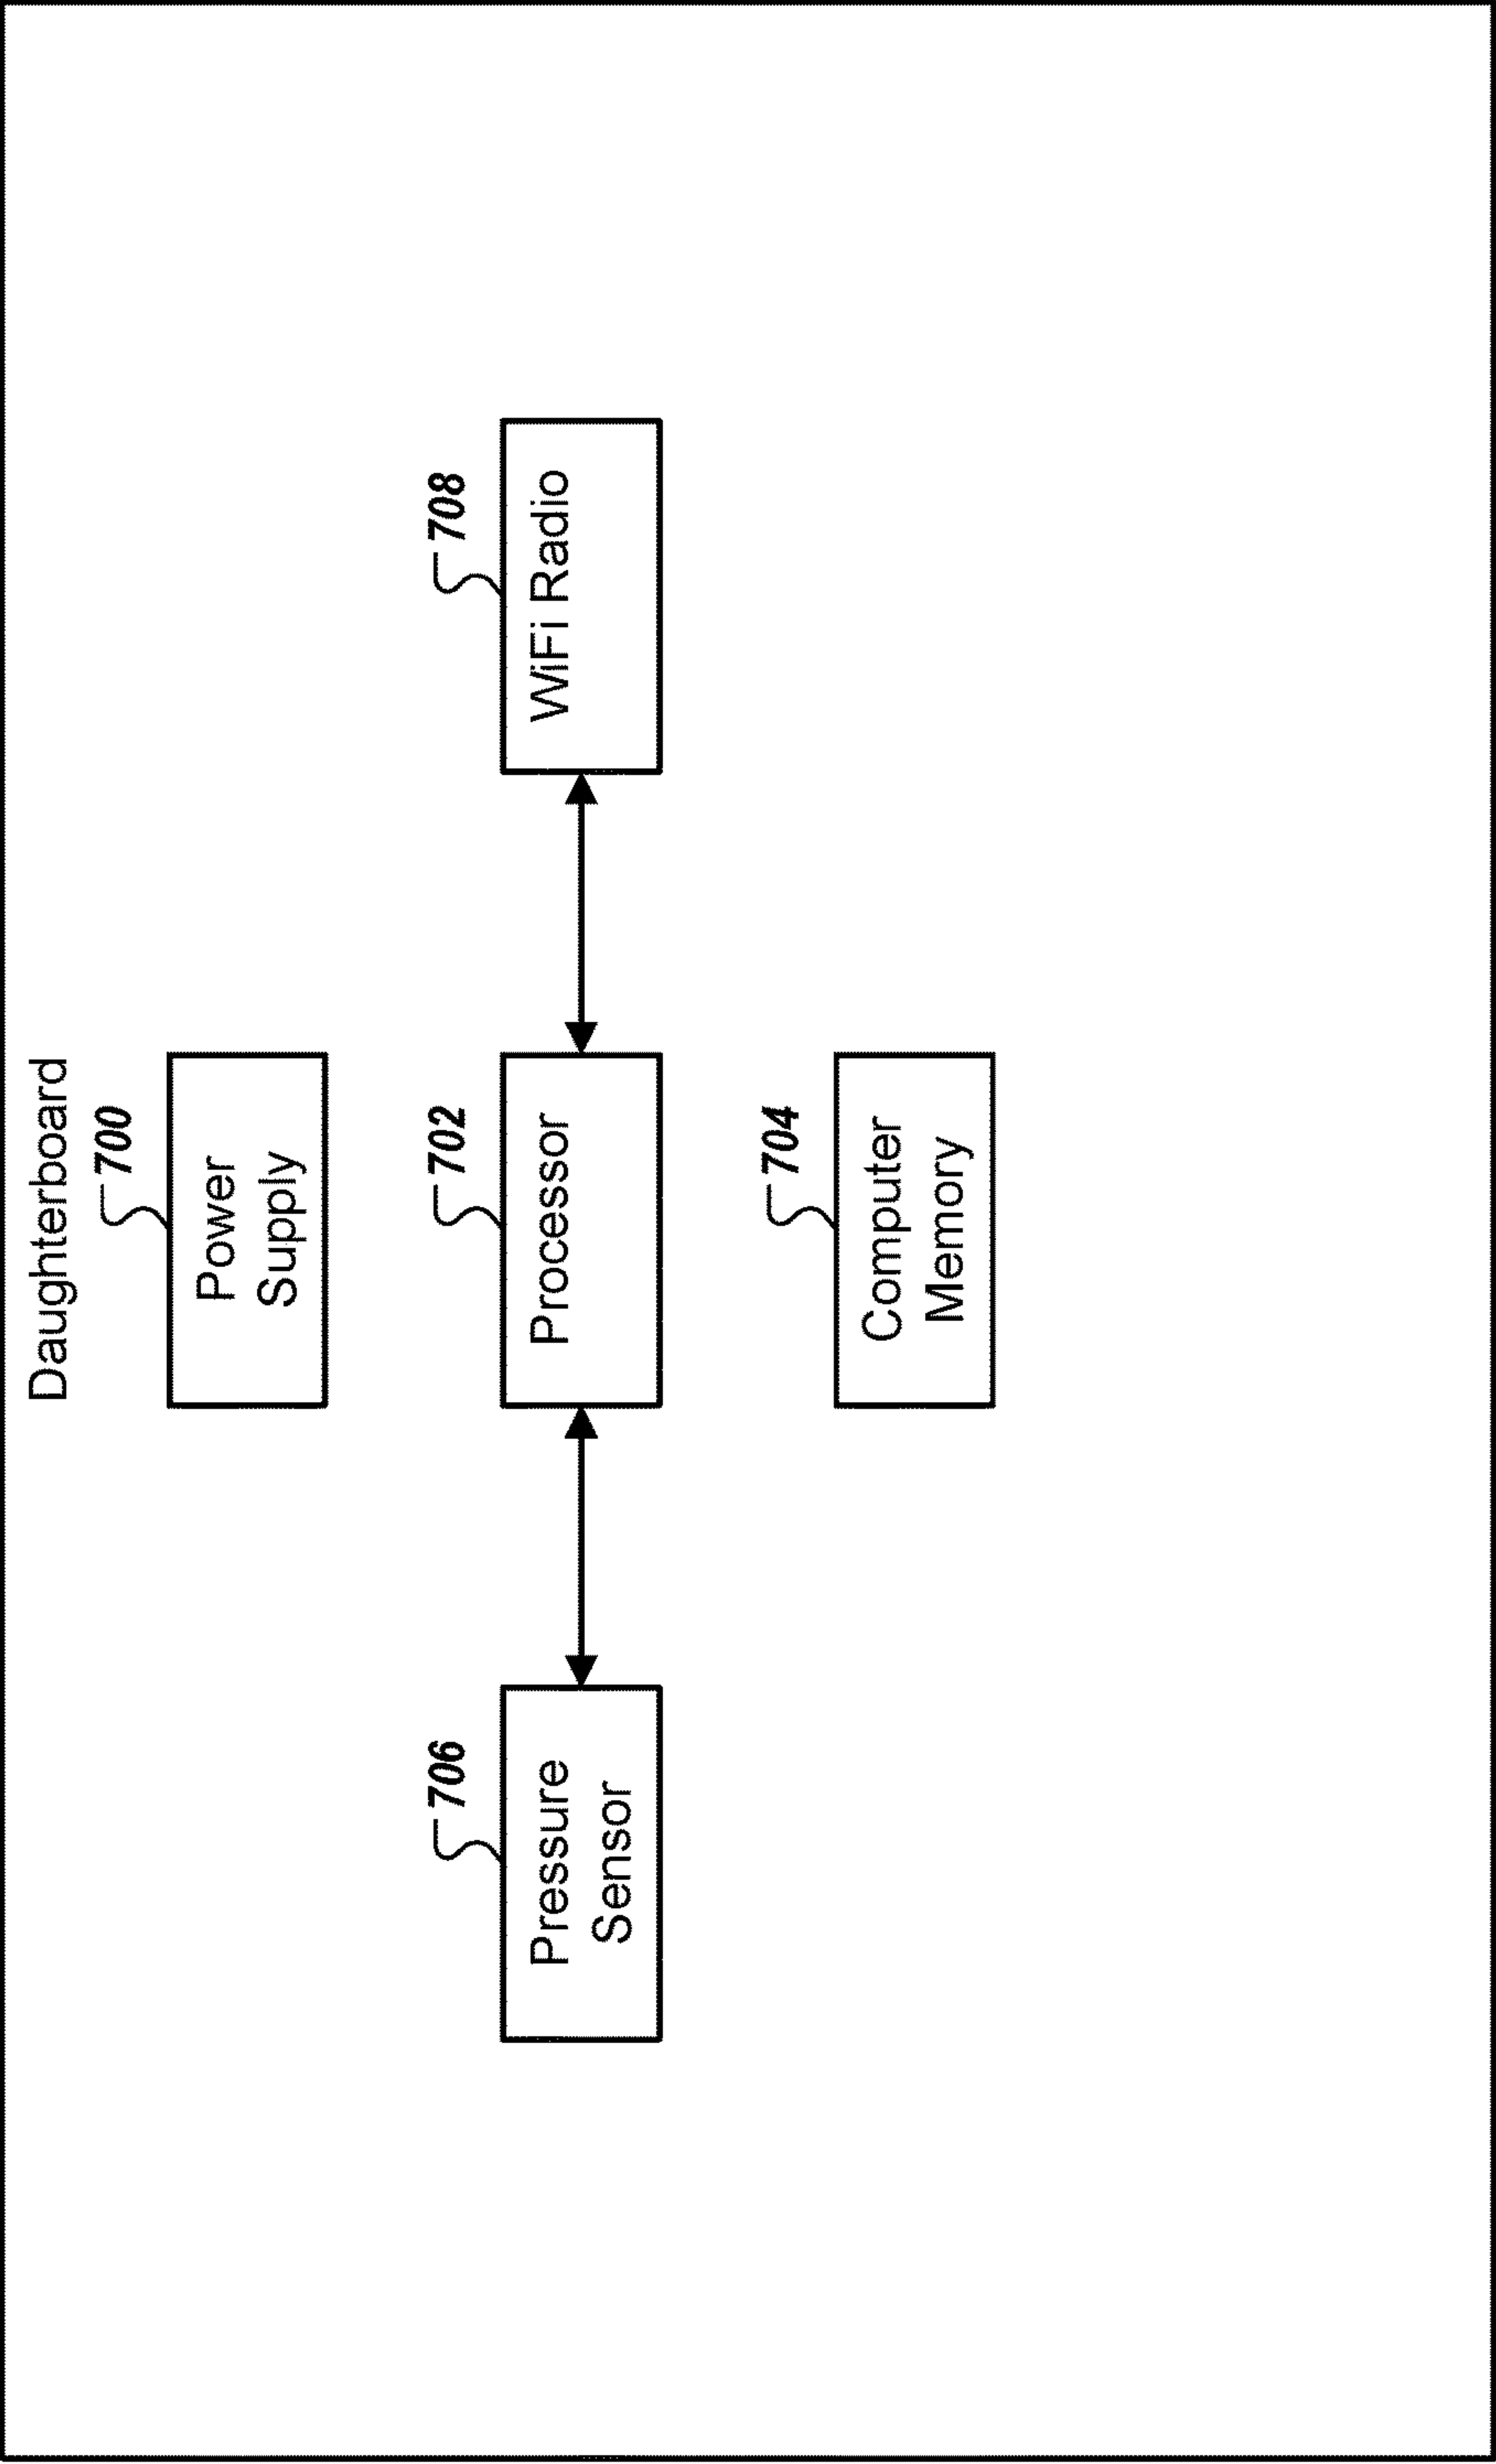 Daughterboard
700
Power
Supply
706
Pressure
Sensor
702
Processor
708
WiFi Radio
704
Computer
Memory